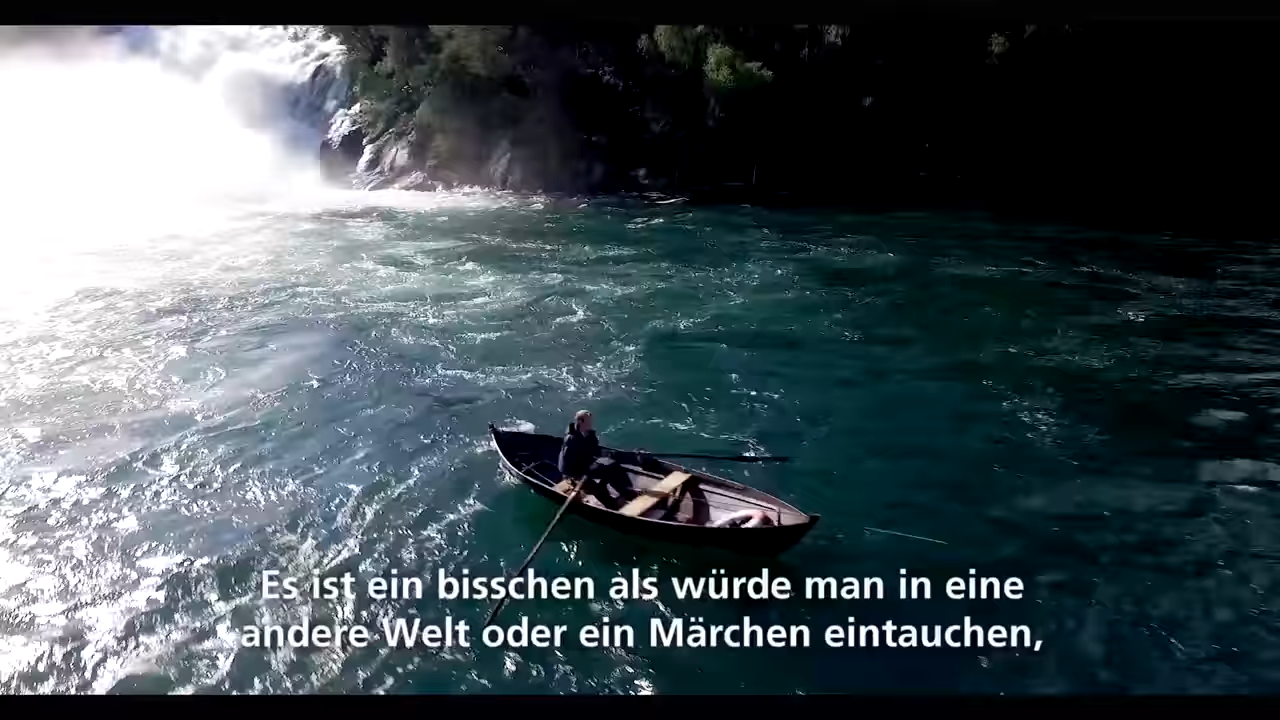 Es ist ein bisschen als würde man in eine
andere Welt oder ein Märchen eintauchen,